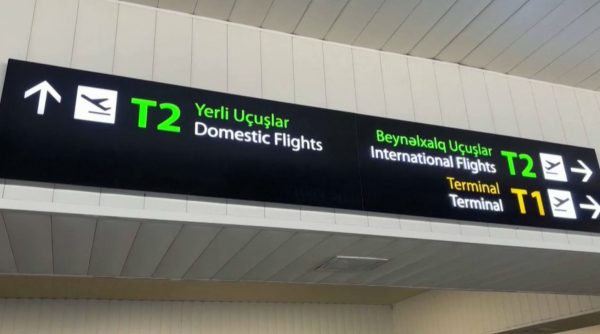 T2 Yerli Uçuşlar
Domestic Flights
Beynəlxalq Uçuşlar
International Flights
T2
Terminal
Terminal
T1